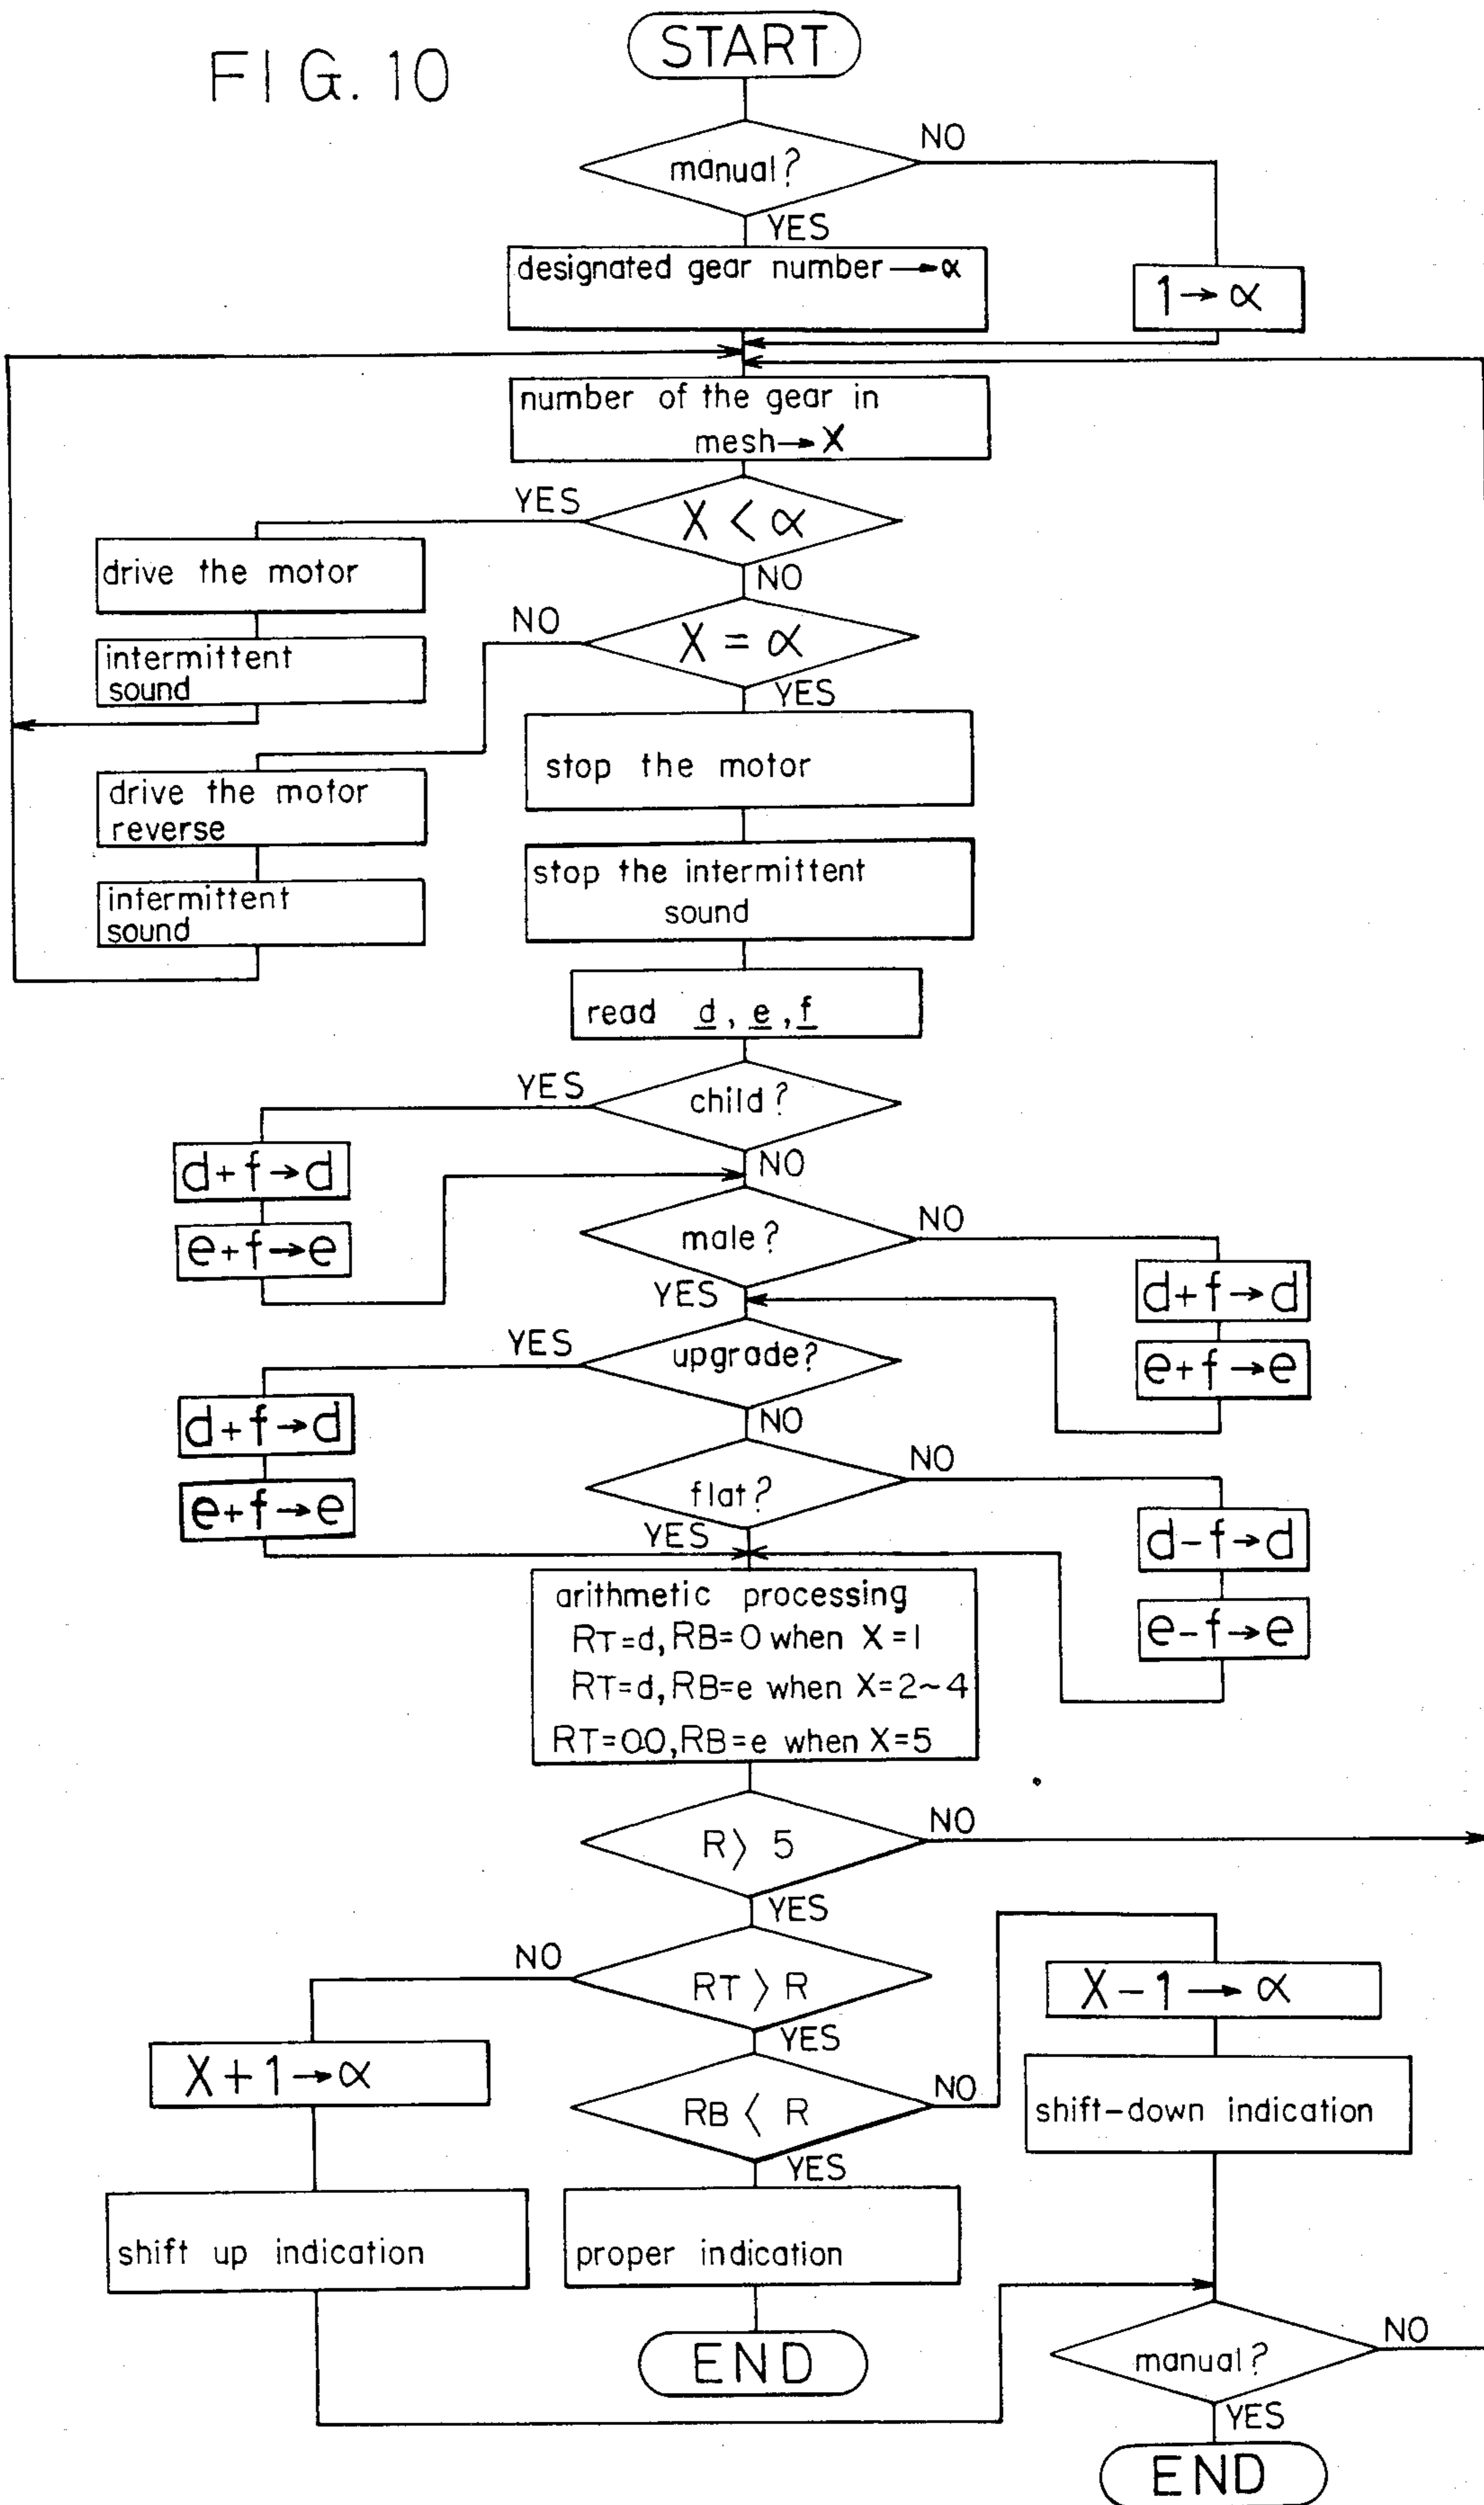 FIG. 10
START
manual?
NO
YES
designated gear number→α
1→α
number of the gear in
mesh→X
YES
X < α
drive the motor
NO
NO
X = α
intermittent
sound
YES
stop the motor
drive the motor
reverse
stop the intermittent
sound
intermittent
sound
read d, e, f
YES
child?
NO
d+f→d
e+f→e
male?
NO
YES
d+f→d
e+f→e
YES
upgrade?
NO
d+f→d
e+f→e
flat?
NO
YES
d-f→d
e-f→e
arithmetic processing
RT=d, RB=0 when X=1
RT=d, RB=e when X=2~4
RT=00, RB=e when X=5
R> 5
NO
YES
NO
RT > R
YES
X-1→α
X+1→α
RB < R
NO
shift-down indication
YES
shift up indication
proper indication
END
manual?
NO
YES
END